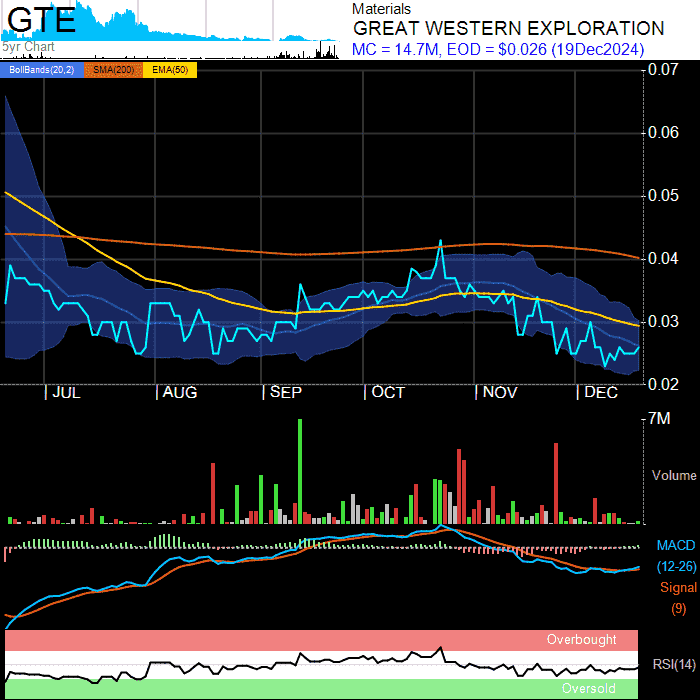 GTE
5yr Chart
Materials
GREAT WESTERN EXPLORATION
MC = 14.7M, EOD = $0.026 (19Dec2024)
BollBands(20,2) SMA(200) EMA(50)
0.07
0.06
0.05
0.04
0.03
0.02
JUL AUG SEP OCT NOV DEC
7M
Volume
MACD
(12-26)
Signal
(9)
Overbought
RSI(14)
Oversold